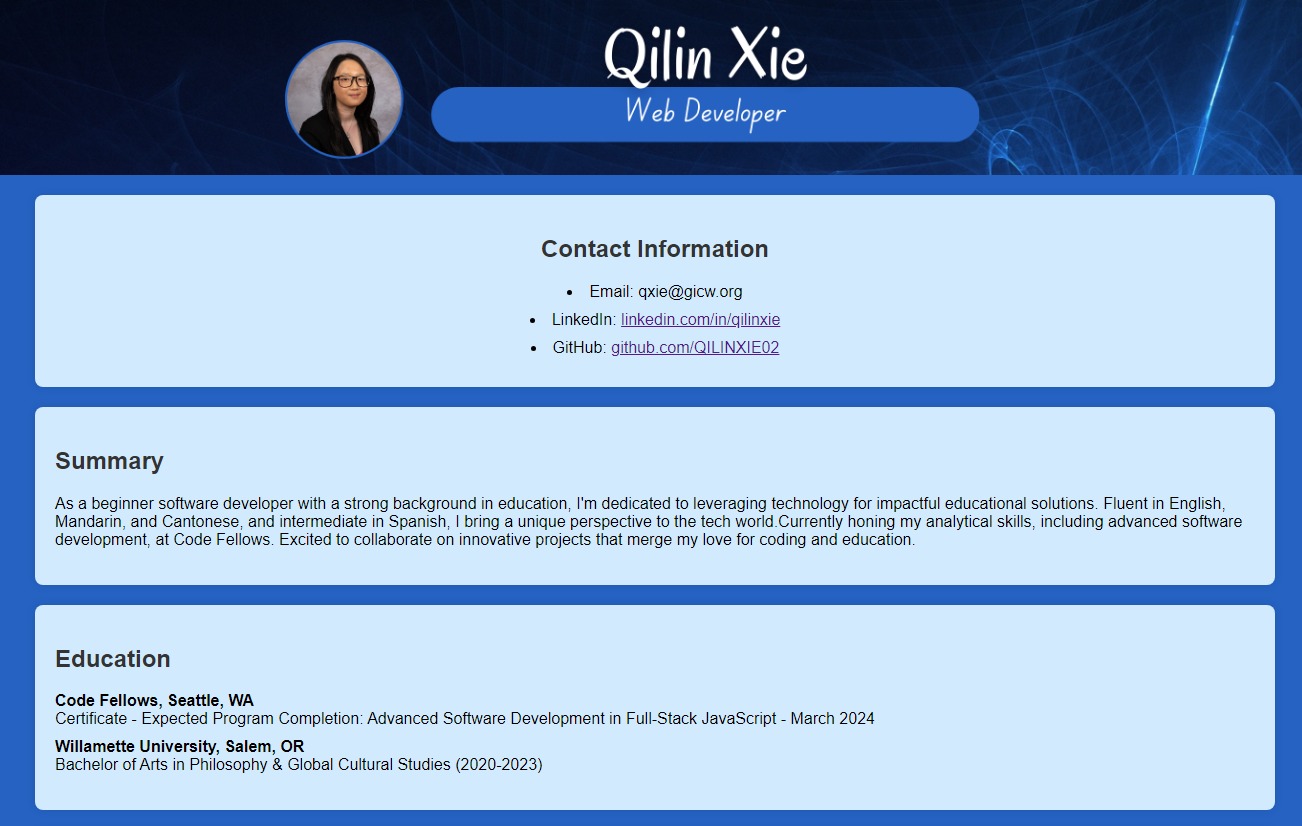 Qilin Xie
Web Developer
Contact Information
• Email: qxie@gicw.org
• LinkedIn: linkedin.com/in/qilinxie
• GitHub: github.com/QILINXIE02
Summary
As a beginner software developer with a strong background in education, I'm dedicated to leveraging technology for impactful educational solutions. Fluent in English,
Mandarin, and Cantonese, and intermediate in Spanish, I bring a unique perspective to the tech world.Currently honing my analytical skills, including advanced software
development, at Code Fellows. Excited to collaborate on innovative projects that merge my love for coding and education.
Education
Code Fellows, Seattle, WA
Certificate - Expected Program Completion: Advanced Software Development in Full-Stack JavaScript - March 2024
Willamette University, Salem, OR
Bachelor of Arts in Philosophy & Global Cultural Studies (2020-2023)